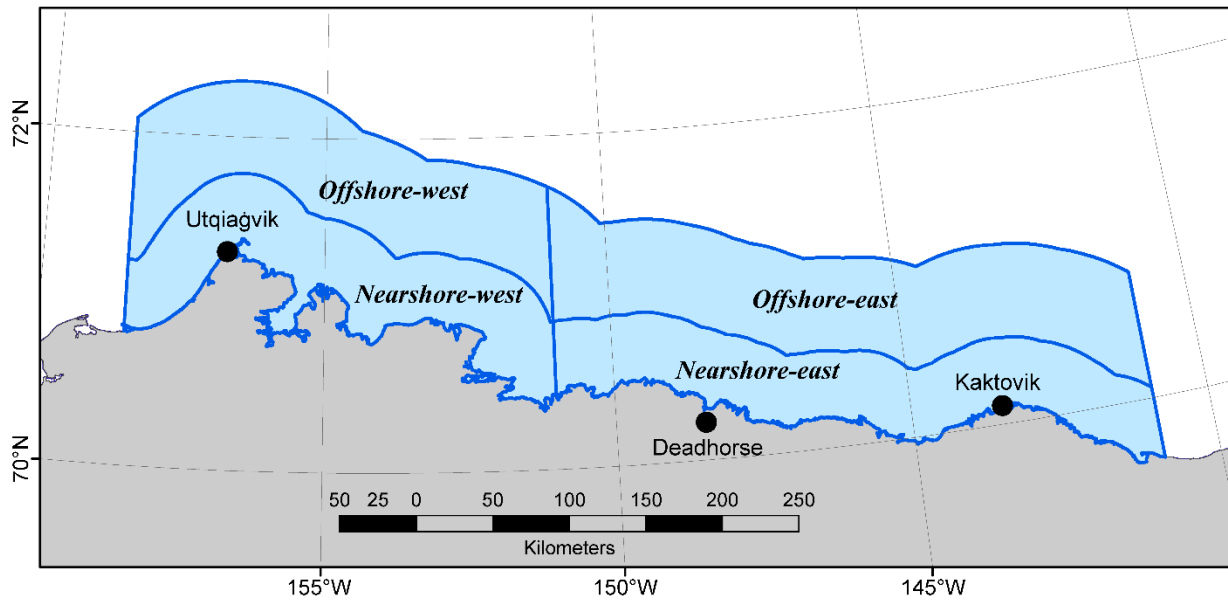 72°N
Offshore-west
Utqiaġvik
Nearshore-west
Offshore-east
Nearshore-east
Kaktovik
Deadhorse
70°N
50 25 0 50 100 150 200 250
Kilometers
155°W 150°W 145°W